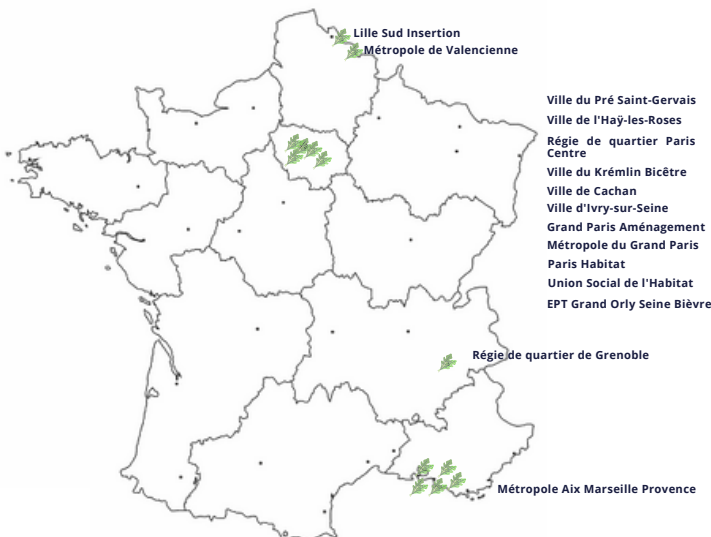 Lille Sud Insertion
Métropole de Valencienne
Ville du Pré Saint-Gervais
Ville de l'Haÿ-les-Roses
Régie de quartier Paris
Centre
Ville du Krémlin Bicêtre
Ville de Cachan
Ville d'Ivry-sur-Seine
Grand Paris Aménagement
Métropole du Grand Paris
Paris Habitat
Union Social de l'Habitat
EPT Grand Orly Seine Bièvre
Régie de quartier de Grenoble
Métropole Aix Marseille Provence